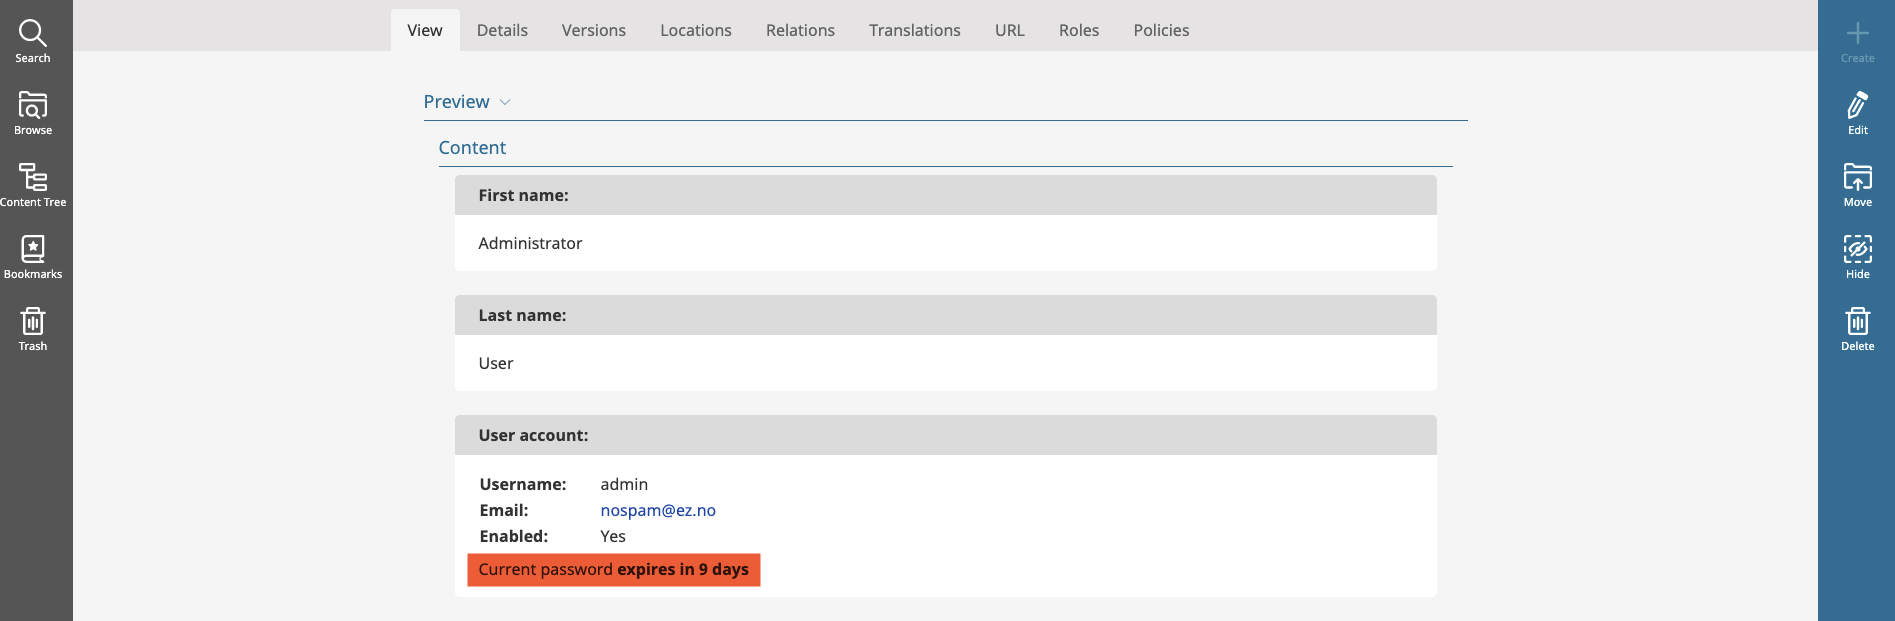 Search
Browse
Content Tree
Bookmarks
Trash
View Details Versions Locations Relations Translations URL Roles Policies
Preview
Content
First name:
Administrator
Last name:
User
User account:
Username: admin
Email: nospam@ez.no
Enabled: Yes
Current password expires in 9 days
Create
Edit
Move
Hide
Delete